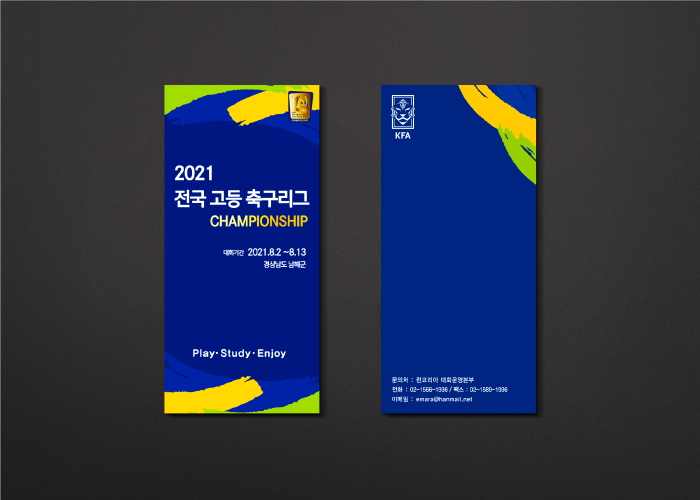 2021
전국 고등 축구리그
CHAMPIONSHIP
대회기간 2021.8.2 ~8.13
경상남도 남해군
Play·Study·Enjoy
KFA
문의처 : 윈코리아 대회운영본부
전화 : 02-1566-1936 / 팩스 : 02-1589-1936
이메일 : emara@hanmail.net